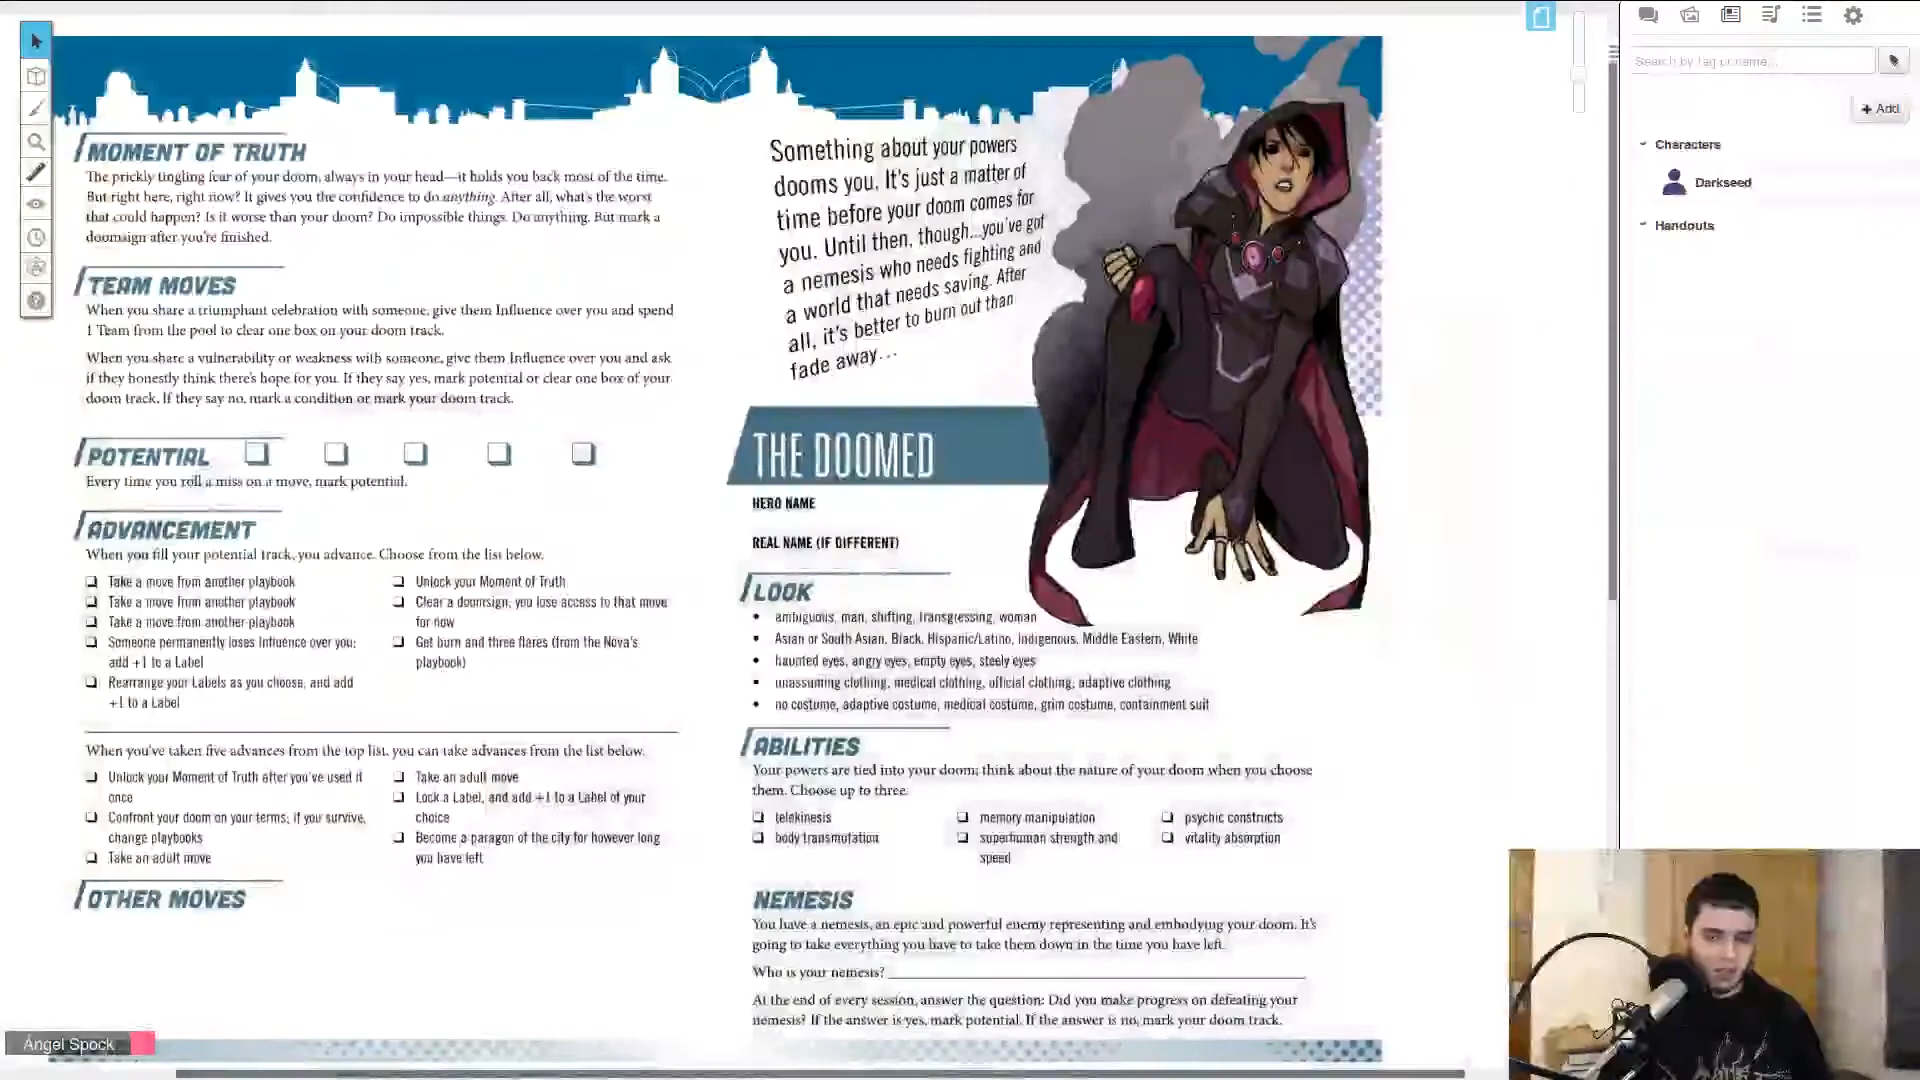 MOMENT OF TRUTH
The prickly tingling fear of your doom, always in your head—it holds you back most of the time.
But right here, right now? It gives you the confidence to do anything. After all, what's the worst
that could happen? Is it worse than your doom? Do impossible things. Do anything. But mark a
doomsign after you're finished.
TEAM MOVES
When you share a triumphant celebration with someone, give them Influence over you and spend
1 Team from the pool to clear one box on your doom track.
When you share a vulnerability or weakness with someone, give them Influence over you and ask
if they honestly think there's hope for you. If they say yes, mark potential or clear one box of your
doom track. If they say no, mark a condition or mark your doom track.
POTENTIAL
Every time you roll a miss on a move, mark potential.
ADVANCEMENT
When you fill your potential track, you advance. Choose from the list below.
Take a move from another playbook
Take a move from another playbook
Take a move from another playbook
Someone permanently loses Influence over you;
add +1 to a Label
Rearrange your Labels as you choose, and add
+1 to a Label
Unlock your Moment of Truth
Clear a doomsign; you lose access to that move
for now
Get burn and three flares (from the Nova's
playbook)
When you've taken five advances from the top list, you can take advances from the list below.
Unlock your Moment of Truth after you've used it
once
Confront your doom on your terms; if you survive,
change playbooks
Take an adult move
Take an adult move
Lock a Label, and add +1 to a Label of your
choice
Become a paragon of the city for however long
you have left
OTHER MOVES
Something about your powers
dooms you. It's just a matter of
time before your doom comes for
you. Until then, though...you've got
a nemesis who needs fighting and
a world that needs saving. After
all, it's better to burn out than
fade away...
THE DOOMED
HERO NAME
REAL NAME (IF DIFFERENT)
LOOK
• ambiguous, man, shifting, transgressing, woman
• Asian or South Asian, Black, Hispanic/Latino, Indigenous, Middle Eastern, White
• haunted eyes, angry eyes, empty eyes, steely eyes
• unassuming clothing, medical clothing, official clothing, adaptive clothing
• no costume, adaptive costume, medical costume, grim costume, containment suit
ABILITIES
Your powers are tied into your doom; think about the nature of your doom when you choose
them. Choose up to three.
telekinesis
body transmutation
memory manipulation
superhuman strength and
speed
psychic constructs
vitality absorption
NEMESIS
You have a nemesis, an epic and powerful enemy representing and embodying your doom. It's
going to take everything you have to take them down in the time you have left.
Who is your nemesis?
At the end of every session, answer the question: Did you make progress on defeating your
nemesis? If the answer is yes, mark potential. If the answer is no, mark your doom track.
Search by tag or name...
+ Add
Characters
Darkseed
Handouts
Ángel Spock